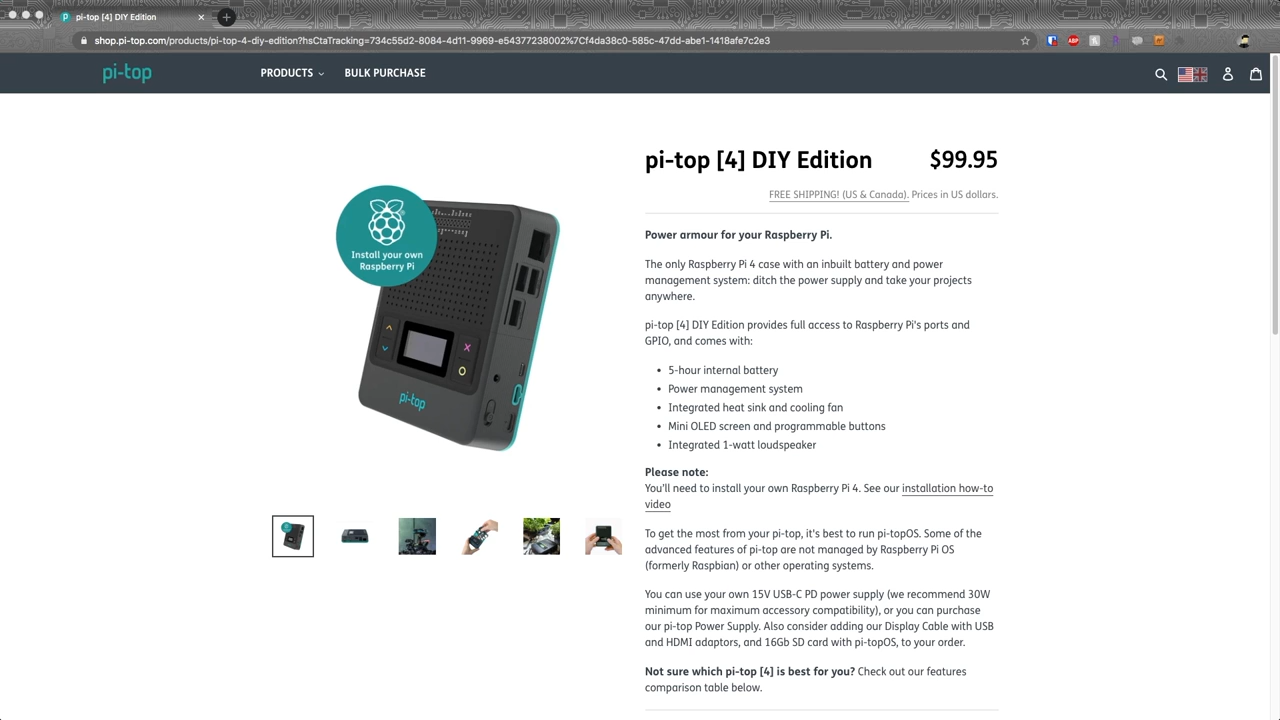 pi-top [4] DIY Edition
shop.pi-top.com/products/pi-top-4-diy-edition?hsCtaTracking=734c55d2-8084-4d11-9969-e54377238002%7Cf4da38c0-585c-47dd-abe1-1418afe7c2e3
pi-top
PRODUCTS
BULK PURCHASE
pi-top [4] DIY Edition
$99.95
FREE SHIPPING! (US & Canada). Prices in US dollars.
Install your own
Raspberry Pi
pi-top
Power armour for your Raspberry Pi.
The only Raspberry Pi 4 case with an inbuilt battery and power
management system: ditch the power supply and take your projects
anywhere.
pi-top [4] DIY Edition provides full access to Raspberry Pi's ports and
GPIO, and comes with:
• 5-hour internal battery
• Power management system
• Integrated heat sink and cooling fan
• Mini OLED screen and programmable buttons
• Integrated 1-watt loudspeaker
Please note:
You'll need to install your own Raspberry Pi 4. See our installation how-to
video
To get the most from your pi-top, it's best to run pi-topOS. Some of the
advanced features of pi-top are not managed by Raspberry Pi OS
(formerly Raspbian) or other operating systems.
You can use your own 15V USB-C PD power supply (we recommend 30W
minimum for maximum accessory compatibility), or you can purchase
our pi-top Power Supply. Also consider adding our Display Cable with USB
and HDMI adaptors, and 16Gb SD card with pi-topOS, to your order.
Not sure which pi-top [4] is best for you? Check out our features
comparison table below.